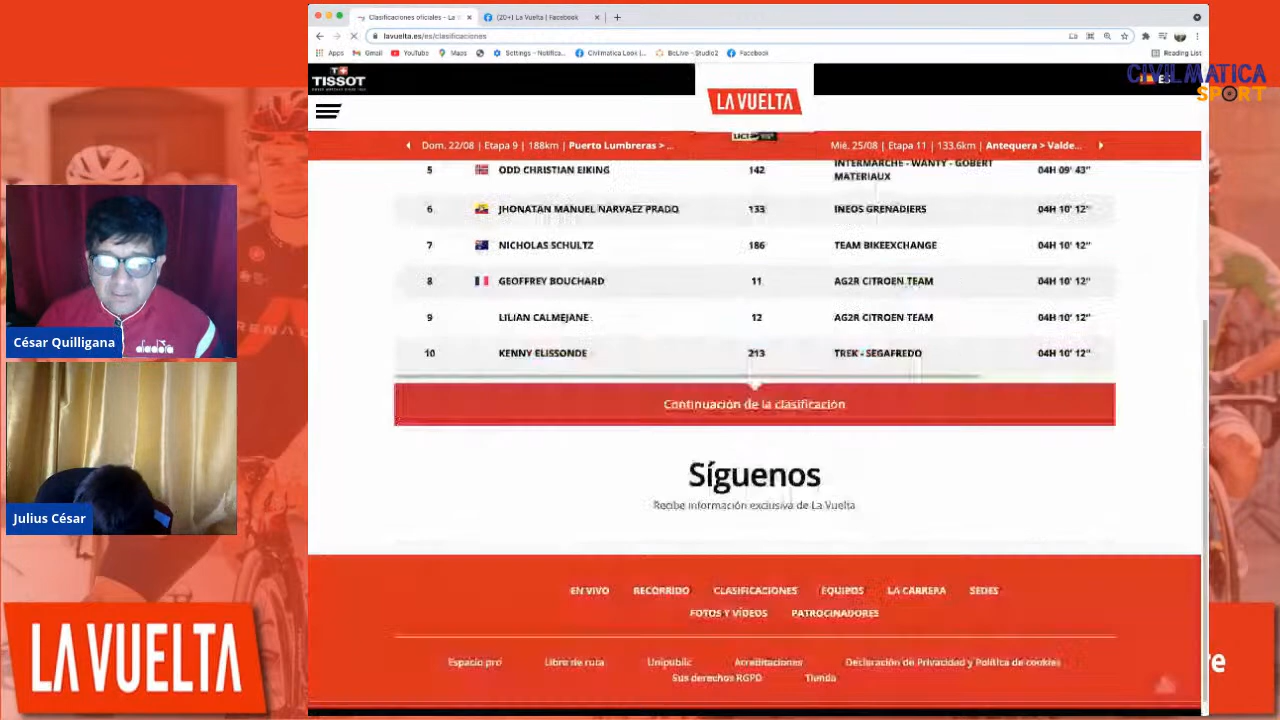 Clasificaciones oficiales - La V
(20+) La Vuelta | Facebook
lavuelta.es/es/clasificaciones
Apps
Gmail
YouTube
Maps
Settings - Notifica...
Civilmatica Look |...
BeLive - Studio2
Facebook
Reading List
TISSOT
LA VUELTA
ES
CIVILMATICA
SPORT
Dom. 22/08 | Etapa 9 | 188km | Puerto Lumbreras > ...
UCI
Mié. 25/08 | Etapa 11 | 133.6km | Antequera > Valde...
5 ODD CHRISTIAN EIKING 142 INTERMARCHE - WANTY - GOBERT MATERIAUX 04H 09' 43"
6 JHONATAN MANUEL NARVAEZ PRADO 133 INEOS GRENADIERS 04H 10' 12"
7 NICHOLAS SCHULTZ 186 TEAM BIKEEXCHANGE 04H 10' 12"
8 GEOFFREY BOUCHARD 11 AG2R CITROEN TEAM 04H 10' 12"
9 LILIAN CALMEJANE 12 AG2R CITROEN TEAM 04H 10' 12"
10 KENNY ELISSONDE 213 TREK - SEGAFREDO 04H 10' 12"
Continuación de la clasificación
Síguenos
Recibe información exclusiva de La Vuelta
EN VIVO RECORRIDO CLASIFICACIONES EQUIPOS LA CARRERA SEDES
FOTOS Y VÍDEOS PATROCINADORES
Espacio pro Libro de ruta Unipublic Acreditaciones Declaración de Privacidad y Política de cookies
Sus derechos RGPD Tienda
diadora
César Quilligana
Julius César
LA VUELTA
re